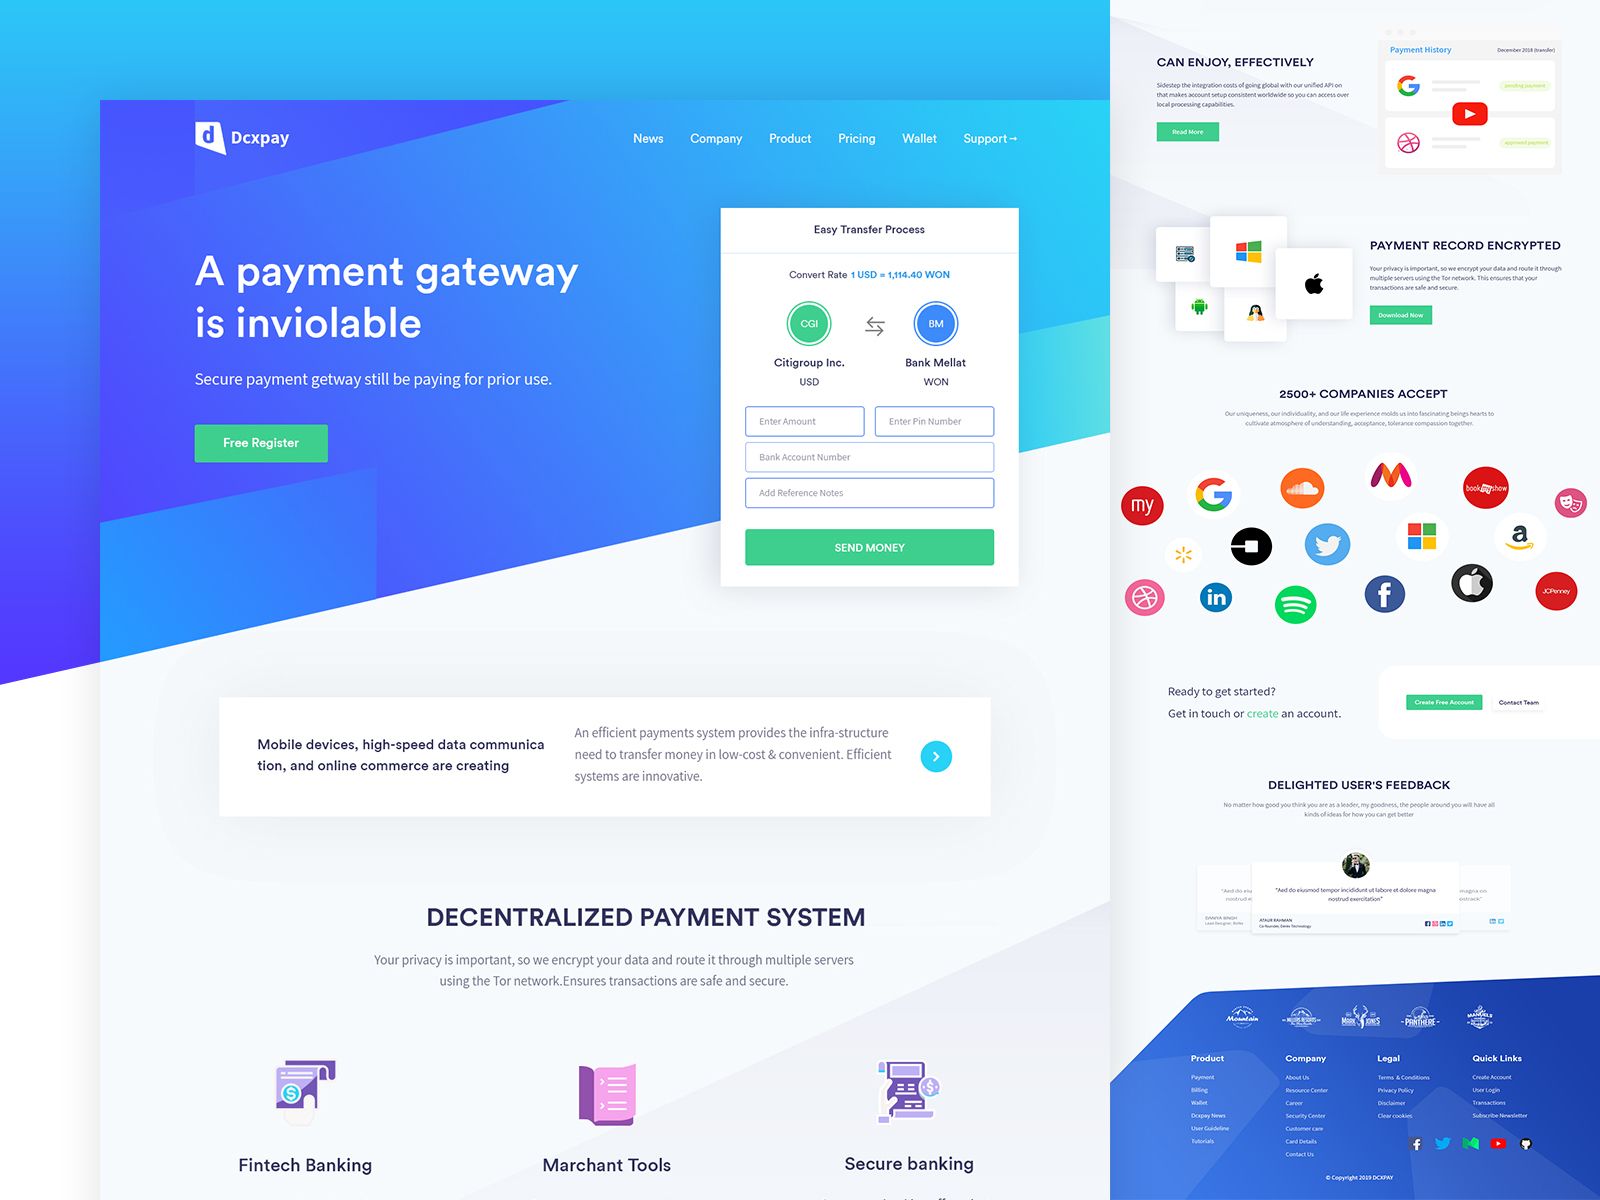 d Dcxpay
News Company Product Pricing Wallet Support→
A payment gateway
is inviolable
Secure payment getway still be paying for prior use.
Free Register
Easy Transfer Process
Convert Rate 1 USD = 1,114.40 WON
CGI BM
Citigroup Inc. Bank Mellat
USD WON
Enter Amount Enter Pin Number
Bank Account Number
Add Reference Notes
SEND MONEY
Mobile devices, high-speed data communica
tion, and online commerce are creating
An efficient payments system provides the infra-structure
need to transfer money in low-cost & convenient. Efficient
systems are innovative.
DECENTRALIZED PAYMENT SYSTEM
Your privacy is important, so we encrypt your data and route it through multiple servers
using the Tor network.Ensures transactions are safe and secure.
Fintech Banking
Marchant Tools
Secure banking
CAN ENJOY, EFFECTIVELY
Sidestep the integration costs of going global with our unified API on
that makes account setup consistent worldwide so you can access over
local processing capabilities.
Read More
Payment History December 2018 (transfer)
pending payment
approved payment
PAYMENT RECORD ENCRYPTED
Your privacy is important, so we encrypt your data and route it through
multiple servers using the Tor network. This ensures that your
transactions are safe and secure.
Download Now
2500+ COMPANIES ACCEPT
Our uniqueness, our individuality, and our life experience molds us into fascinating beings hearts to
cultivate atmosphere of understanding, acceptance, tolerance compassion together.
my
book my show
in
JCPenney
Ready to get started?
Get in touch or create an account.
Create Free Account Contact Team
DELIGHTED USER'S FEEDBACK
No matter how good you think you are as a leader, my goodness, the people around you will have all
kinds of ideas for how you can get better
"Aed do eiusmod tempor incididunt ut labore et dolore magna
nostrud exercitation"
ATAUR RAHMAN
Mountain
MARK JONES
PANTHERE
Product
Payment
Billing
Wallet
Dcxpay News
User Guideline
Tutorials
Company
About Us
Resource Center
Career
Security Center
Customer care
Card Details
Contact Us
Legal
Terms & Conditions
Privacy Policy
Disclaimer
Clear cookies
Quick Links
Create Account
User Login
Transactions
Subscribe Newsletter
© Copyright 2019 DCXPAY